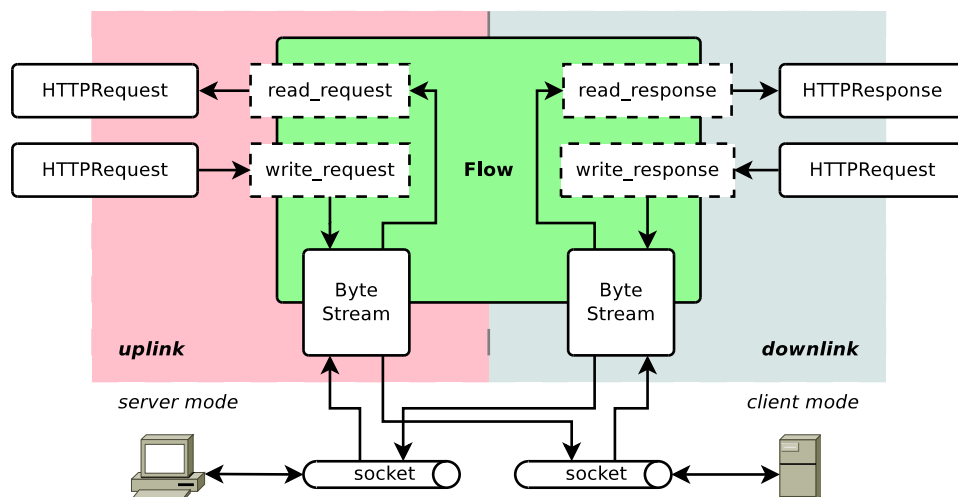 HTTPRequest
read_request
read_response
HTTPResponse
HTTPRequest
write_request
Flow
write_response
HTTPRequest
Byte
Stream
Byte
Stream
uplink
downlink
server mode
client mode
socket
socket